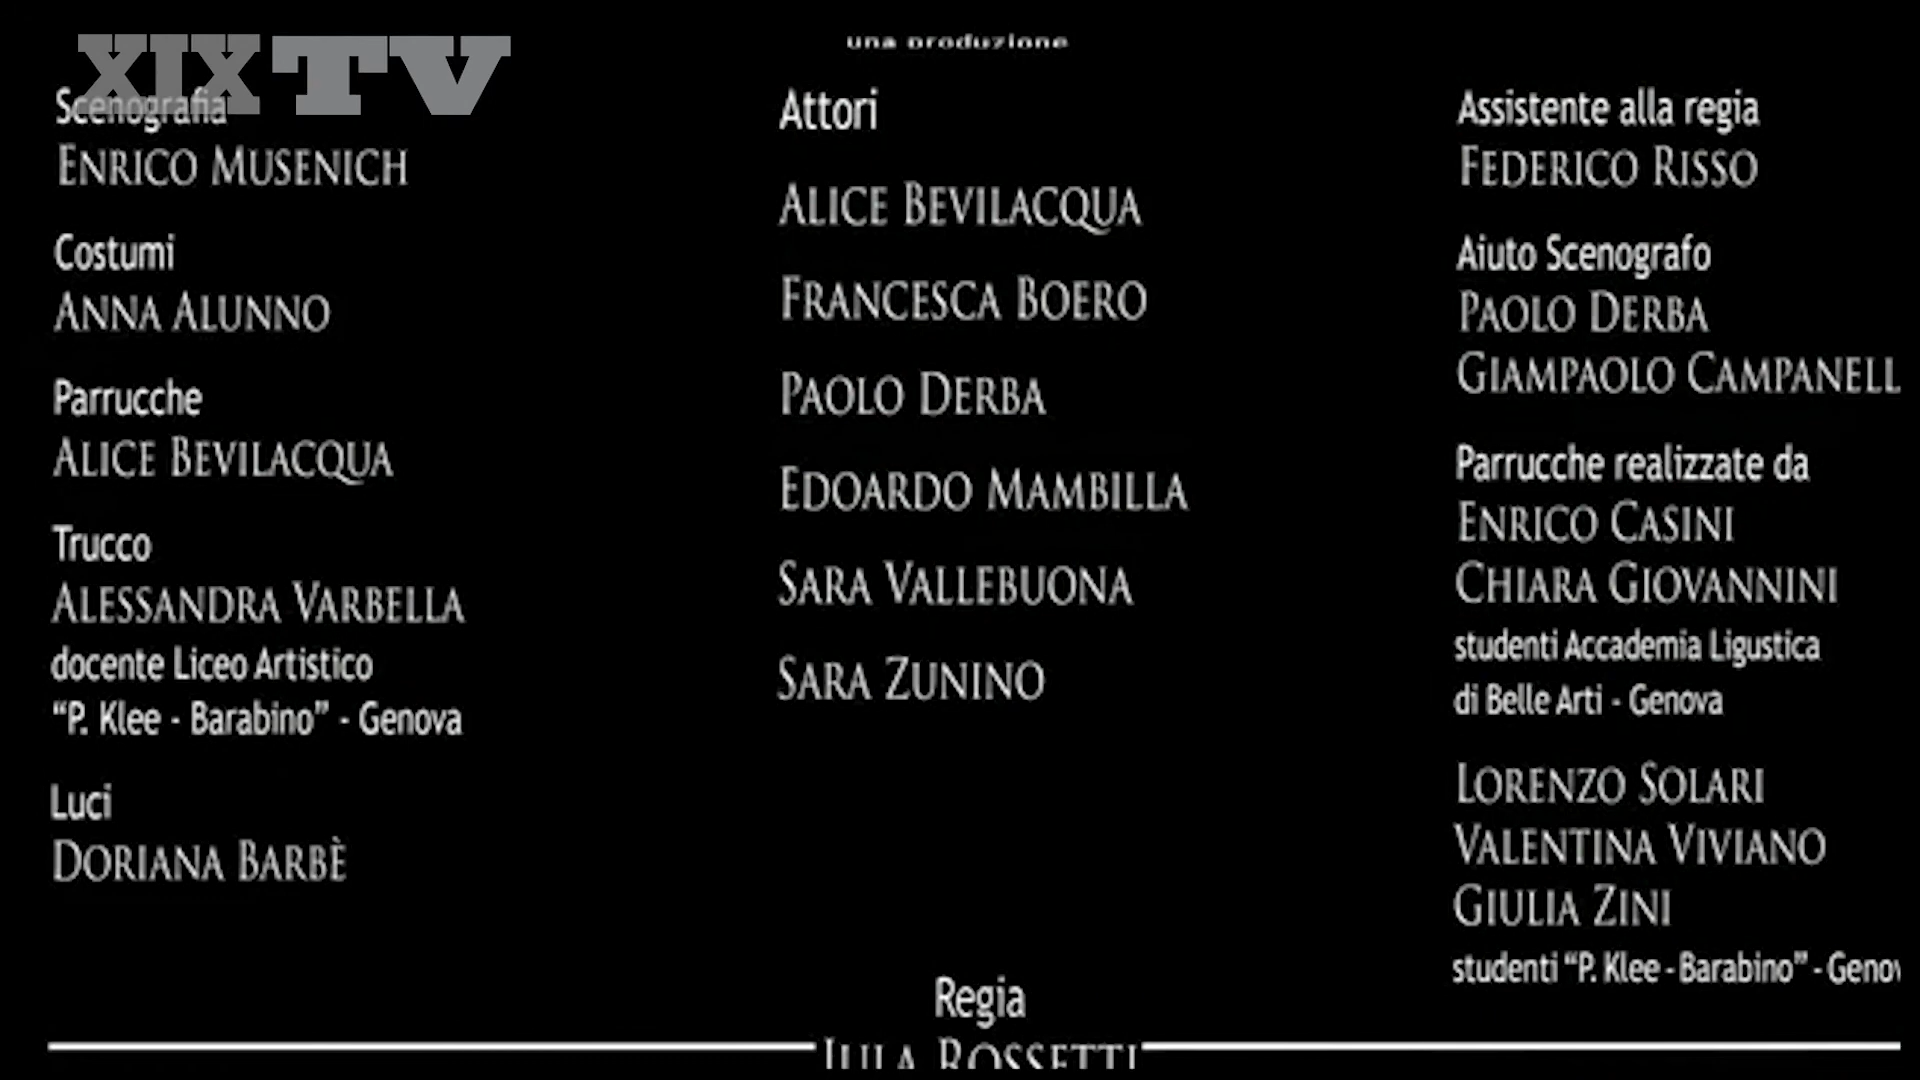 XIX TV
una produzione
Scenografia
ENRICO MUSENICH
Costumi
ANNA ALUNNO
Parrucche
ALICE BEVILACQUA
Trucco
ALESSANDRA VARBELLA
docente Liceo Artistico
“P. Klee - Barabino” - Genova
Luci
DORIANA BARBÈ
Attori
ALICE BEVILACQUA
FRANCESCA BOERO
PAOLO DERBA
EDOARDO MAMBILLA
SARA VALLEBUONA
SARA ZUNINO
Assistente alla regia
FEDERICO RISSO
Aiuto Scenografo
PAOLO DERBA
GIAMPAOLO CAMPANELL
Parrucche realizzate da
ENRICO CASINI
CHIARA GIOVANNINI
studenti Accademia Ligustica
di Belle Arti - Genova
LORENZO SOLARI
VALENTINA VIVIANO
GIULIA ZINI
studenti “P. Klee - Barabino” - Genov
Regia
ROSSETTI